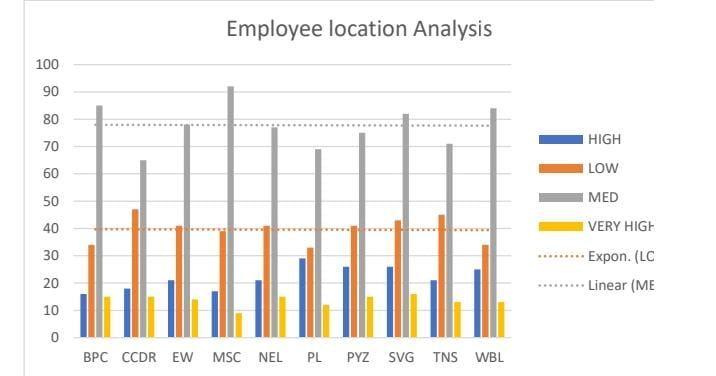 Employee location Analysis
100
90
80
70
60
50
40
30
20
10
0
BPC CCDR EW MSC NEL PL PYZ SVG TNS WBL
HIGH
LOW
MED
VERY HIGH
Expon. (LO
Linear (ME